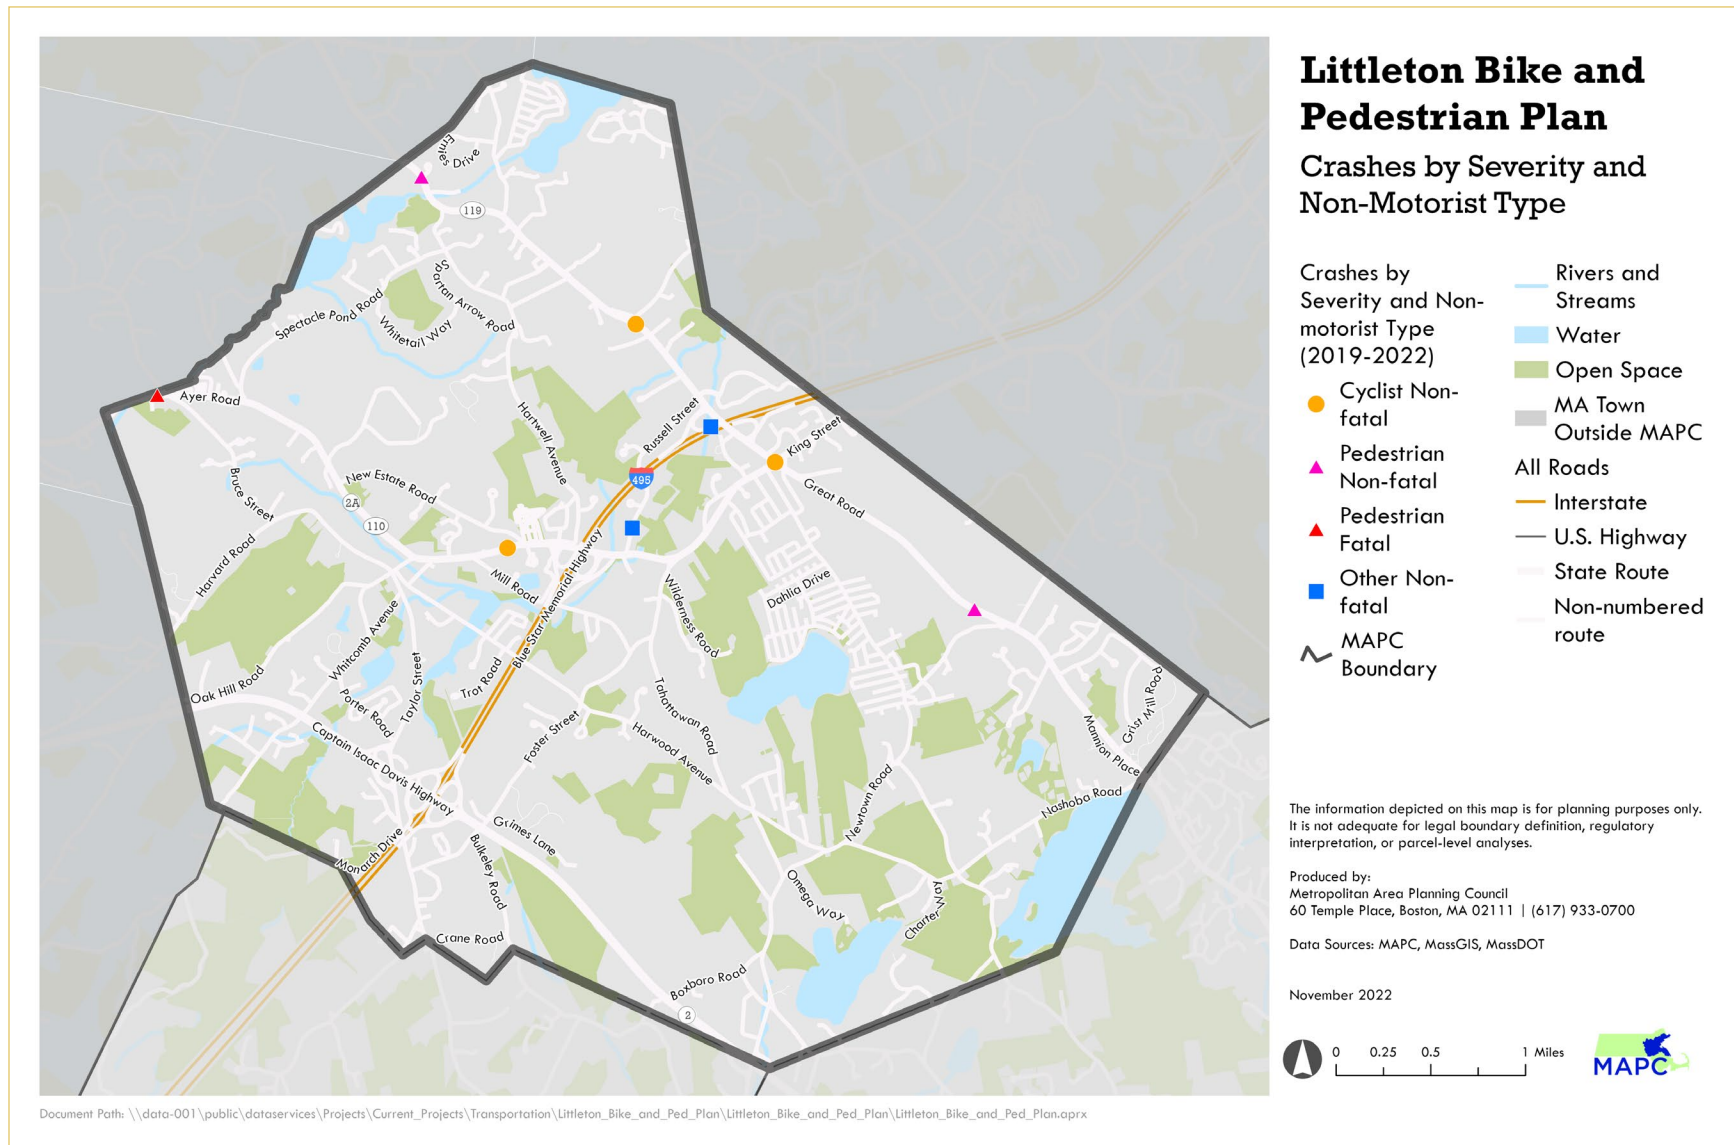 Littleton Bike and
Pedestrian Plan
Crashes by Severity and
Non-Motorist Type
Crashes by
Severity and Non-
motorist Type
(2019-2022)
Cyclist Non-
fatal
Pedestrian
Non-fatal
Pedestrian
Fatal
Other Non-
fatal
MAPC
Boundary
Rivers and
Streams
Water
Open Space
MA Town
Outside MAPC
All Roads
Interstate
U.S. Highway
State Route
Non-numbered
route
Ernies Drive
119
Spartan Arrow Road
Spectacle Pond Road
Whitetail Way
Ayer Road
Hartwell Avenue
Russell Street
King Street
495
Great Road
Bruce Street
New Estate Road
2A
110
Harvard Road
Mill Road
Blue Star Memorial Highway
Wilderness Road
Dahlia Drive
Whitcomb Avenue
Oak Hill Road
Porter Road
Taylor Street
Trot Road
Tahattawan Road
Foster Street
Harwood Avenue
Captain Isaac Davis Highway
Mannion Place
Grist Mill Road
Nashoba Road
Newtown Road
Grimes Lane
Monarch Drive
Bulkeley Road
Omega Way
Charter Way
Crane Road
Boxboro Road
2
The information depicted on this map is for planning purposes only.
It is not adequate for legal boundary definition, regulatory
interpretation, or parcel-level analyses.
Produced by:
Metropolitan Area Planning Council
60 Temple Place, Boston, MA 02111 | (617) 933-0700
Data Sources: MAPC, MassGIS, MassDOT
November 2022
0 0.25 0.5 1 Miles
MAPC
Document Path: \\data-001\public\dataservices\Projects\Current_Projects\Transportation\Littleton_Bike_and_Ped_Plan\Littleton_Bike_and_Ped_Plan\Littleton_Bike_and_Ped_Plan.aprx